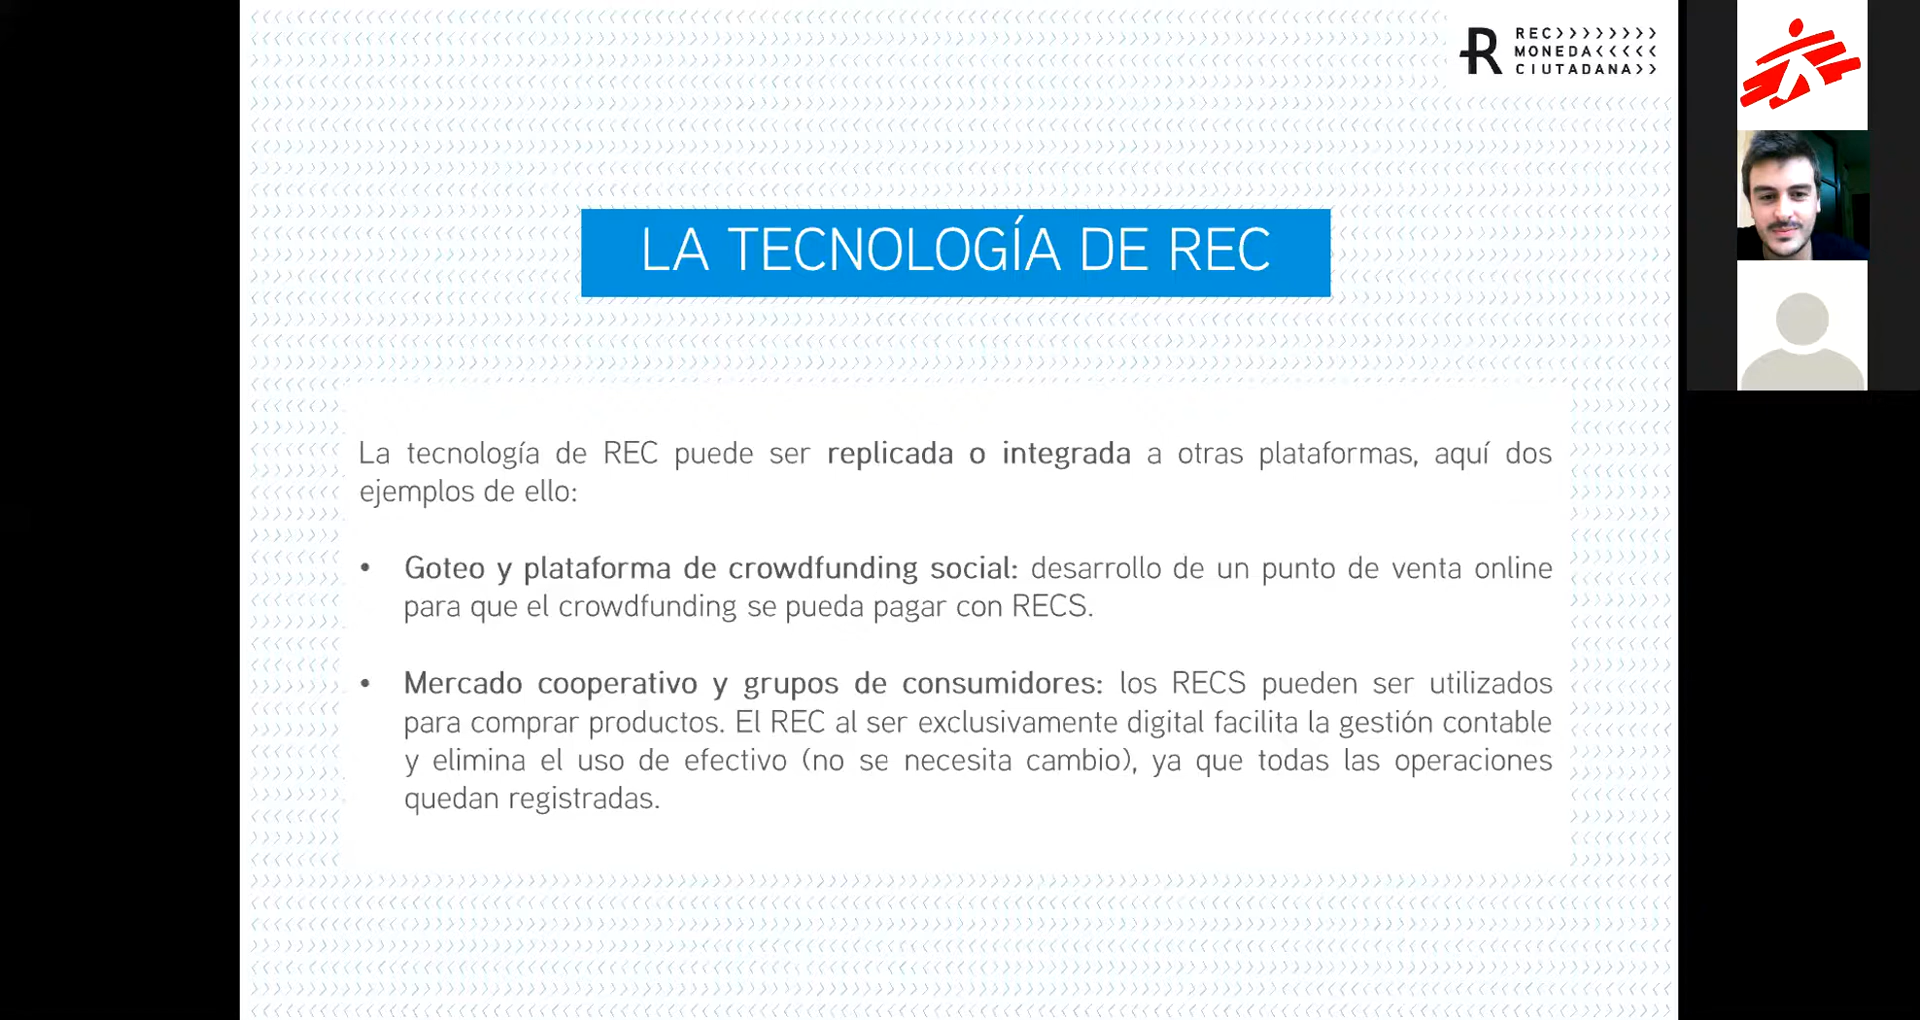 REC>>>>>>>>
MONEDA<<<<<
CIUTADANA>>
LA TECNOLOGÍA DE REC
La tecnología de REC puede ser replicada o integrada a otras plataformas, aquí dos
ejemplos de ello:
• Goteo y plataforma de crowdfunding social: desarrollo de un punto de venta online
para que el crowdfunding se pueda pagar con RECS.
• Mercado cooperativo y grupos de consumidores: los RECS pueden ser utilizados
para comprar productos. El REC al ser exclusivamente digital facilita la gestión contable
y elimina el uso de efectivo (no se necesita cambio), ya que todas las operaciones
quedan registradas.